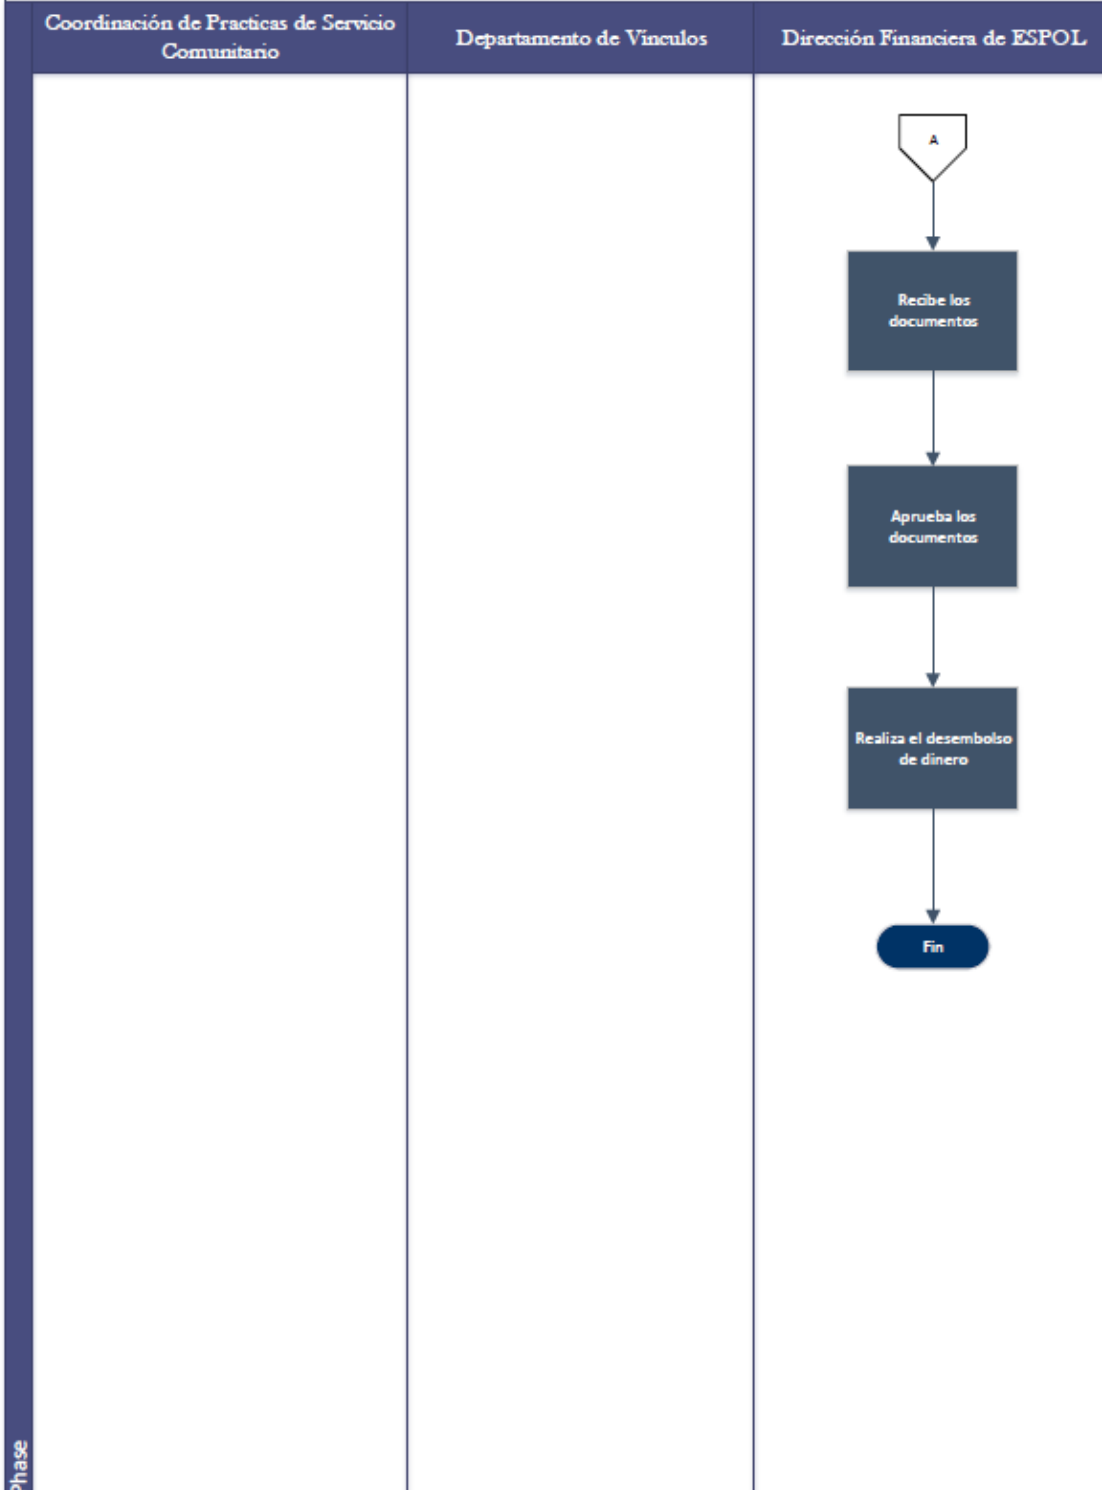 Coordinación de Practicas de Servicio
Comunitario
Departamento de Vinculos
Dirección Financiera de ESPOL
A
Recibe los
documentos
Aprueba los
documentos
Realiza el desembolso
de dinero
Fin
Phase